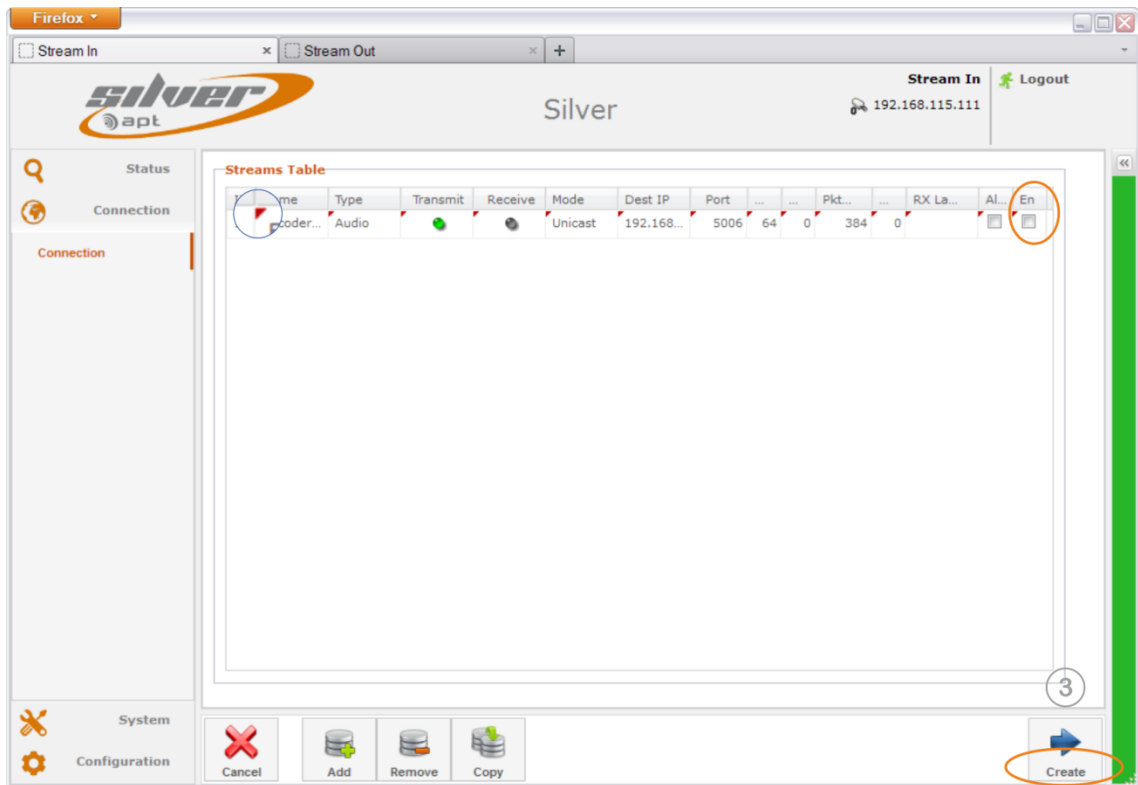 Firefox
Stream In × Stream Out × +
silver
apt
Silver
Stream In Logout
192.168.115.111
Status
Connection
Connection
Streams Table
me Type Transmit Receive Mode Dest IP Port ... ... Pkt... ... RX La... Al... En
coder... Audio Unicast 192.168... 5006 64 0 384 0
3
System
Configuration
Cancel Add Remove Copy Create